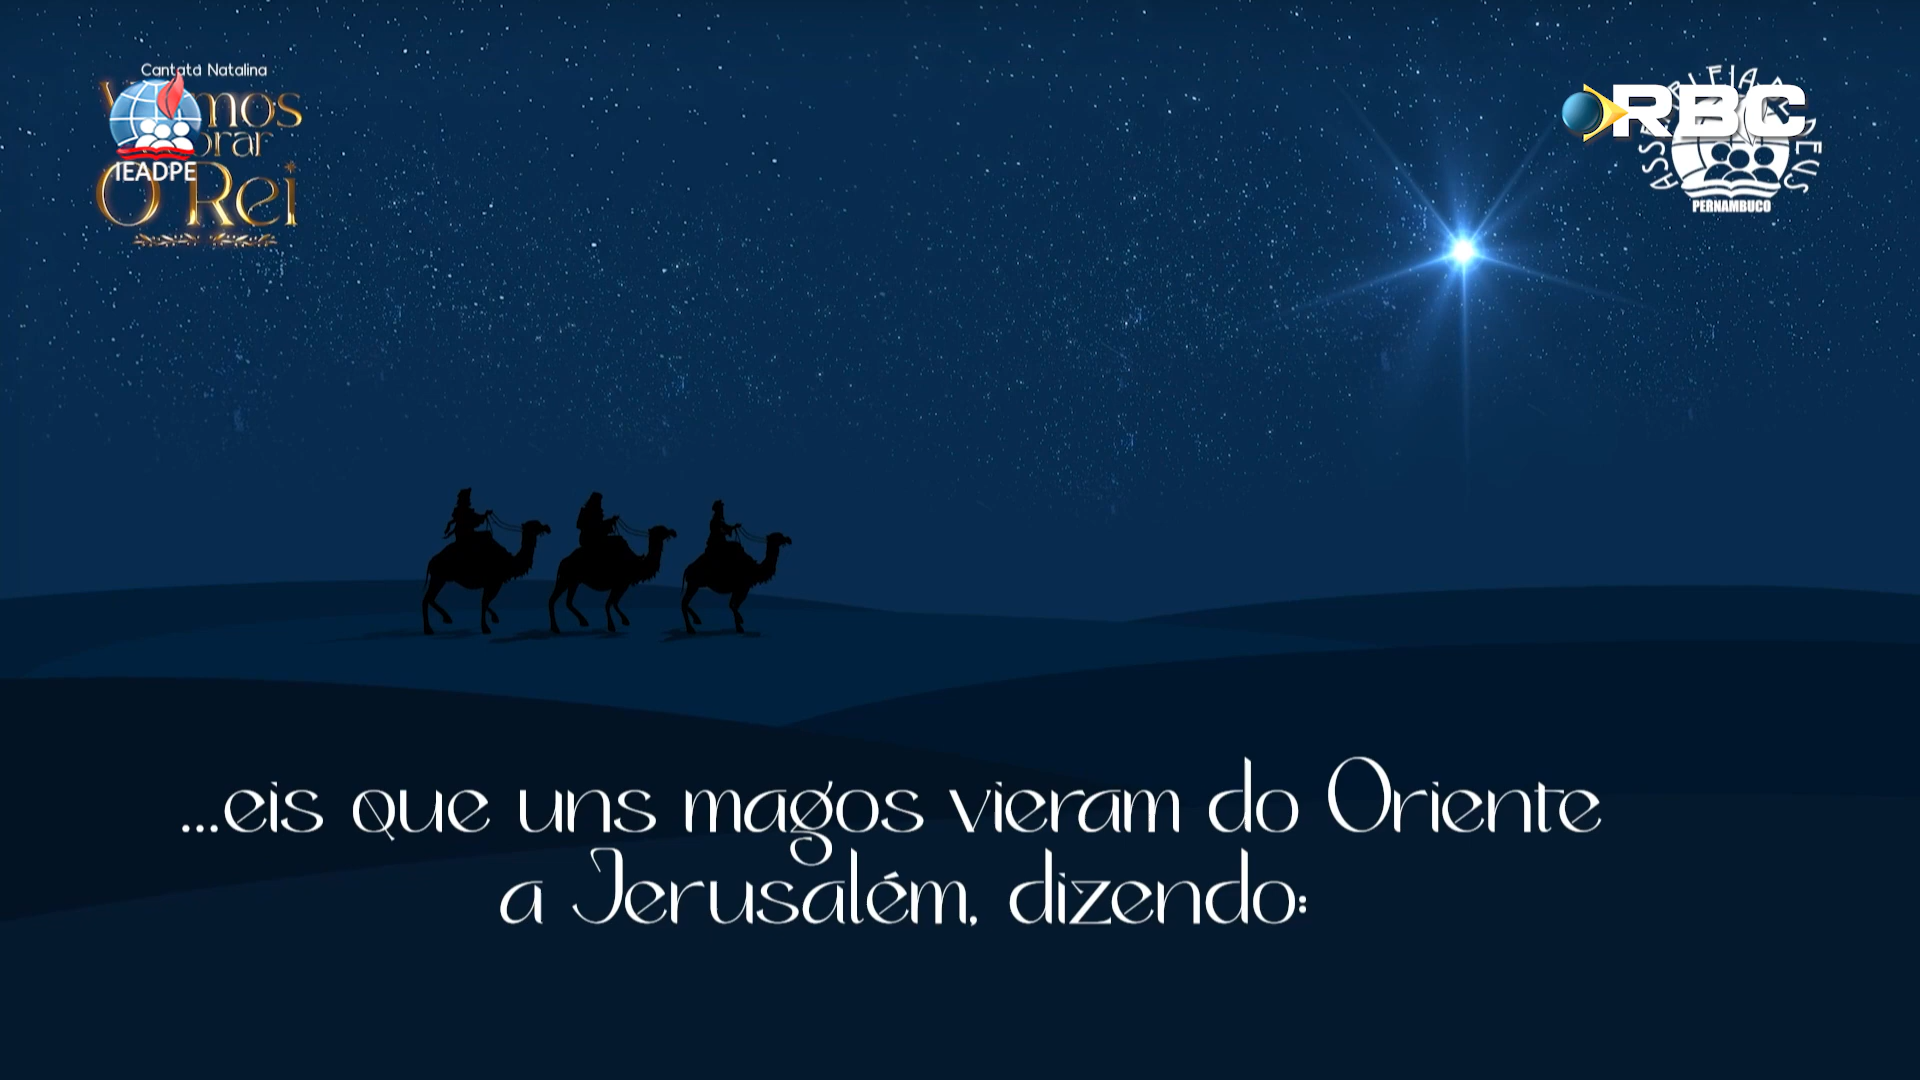 Cantata Natalina
O Rei
IEADPE
RBC
PERNAMBUCO
...eis que uns magos vieram do Oriente
a Jerusalém, dizendo: